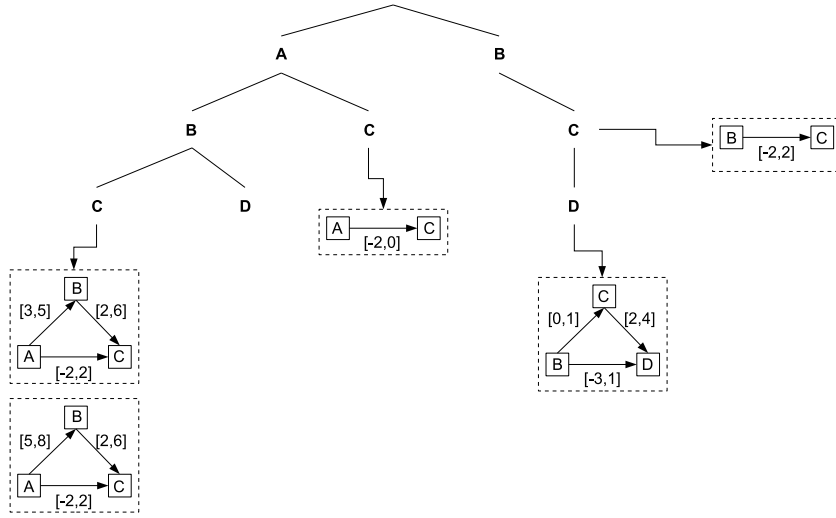 A B
B C C B C
[-2,2]
C D A C D
[-2,0]
B C
[3,5] [2,6] [0,1] [2,4]
A C B D
[-2,2] [-3,1]
B
[5,8] [2,6]
A C
[-2,2]